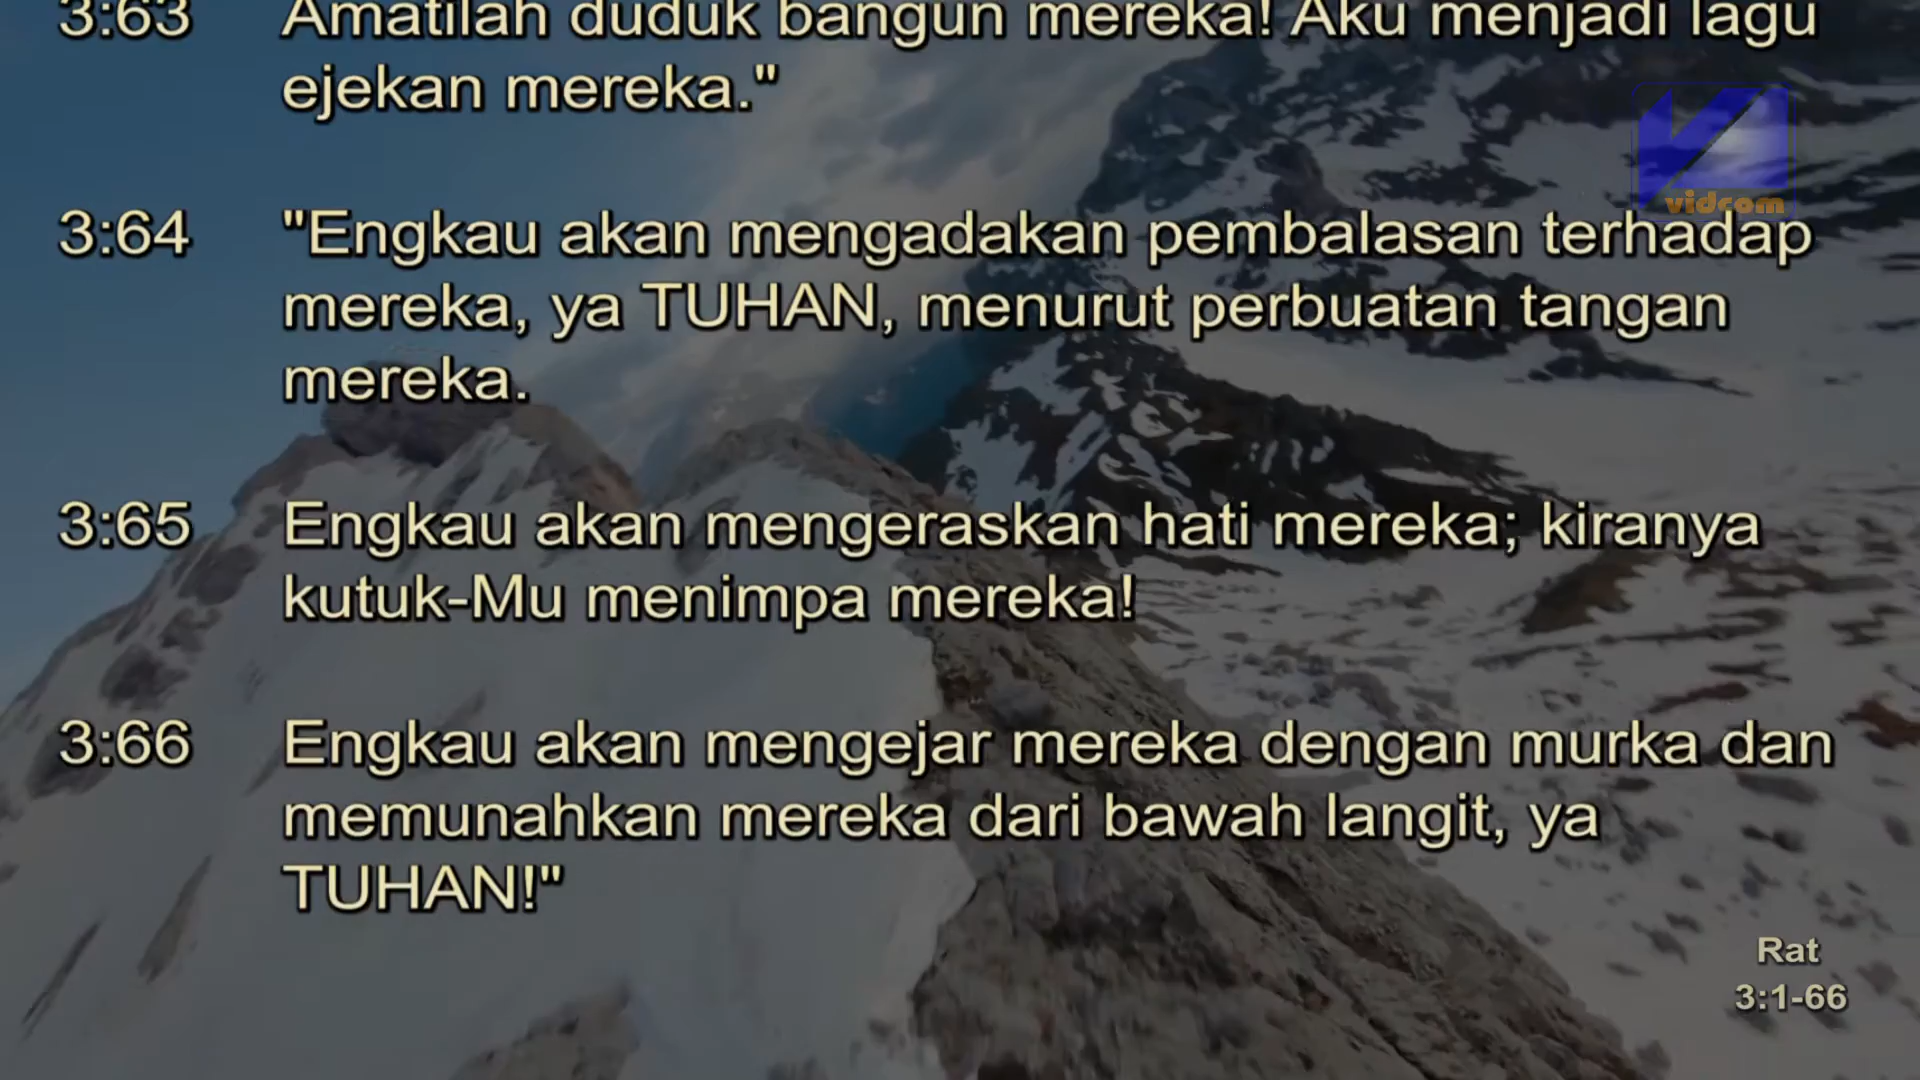 3:63 Amatilah duduk bangun mereka! Aku menjadi lagu
ejekan mereka."
vidcom
3:64 "Engkau akan mengadakan pembalasan terhadap
mereka, ya TUHAN, menurut perbuatan tangan
mereka.
3:65 Engkau akan mengeraskan hati mereka; kiranya
kutuk-Mu menimpa mereka!
3:66 Engkau akan mengejar mereka dengan murka dan
memunahkan mereka dari bawah langit, ya
TUHAN!"
Rat
3:1-66